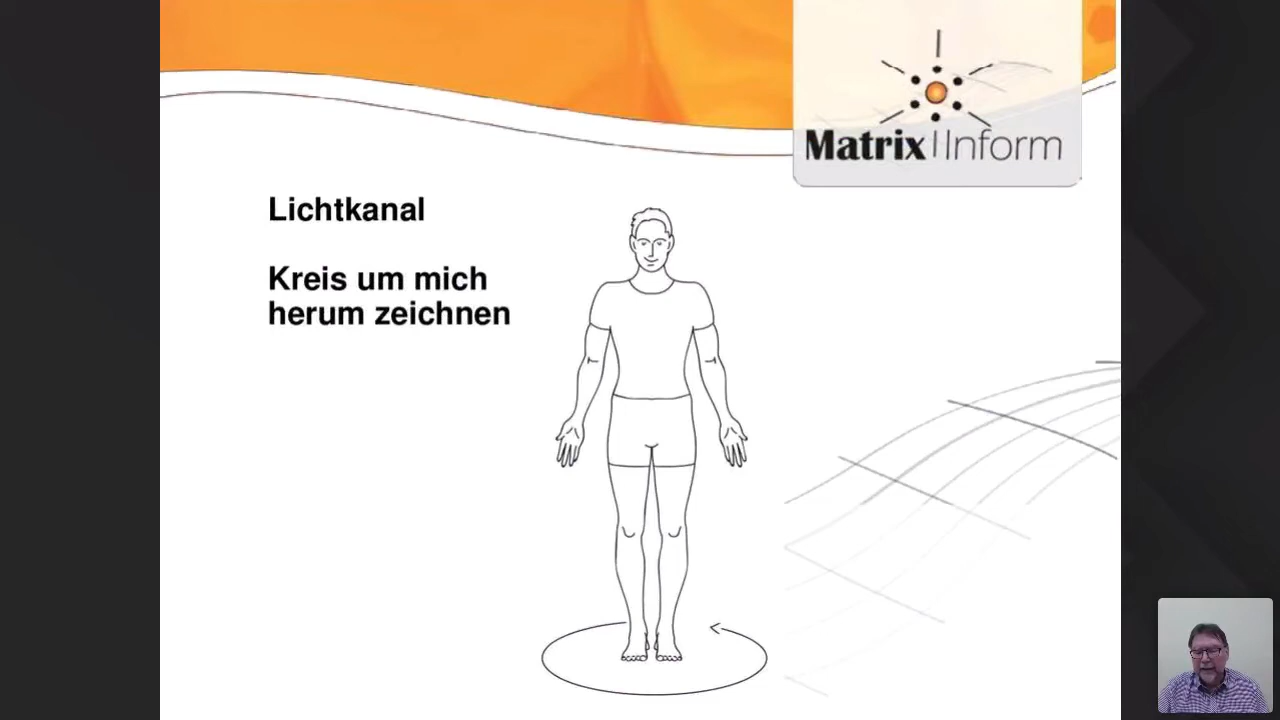 Matrix Inform
Lichtkanal
Kreis um mich
herum zeichnen